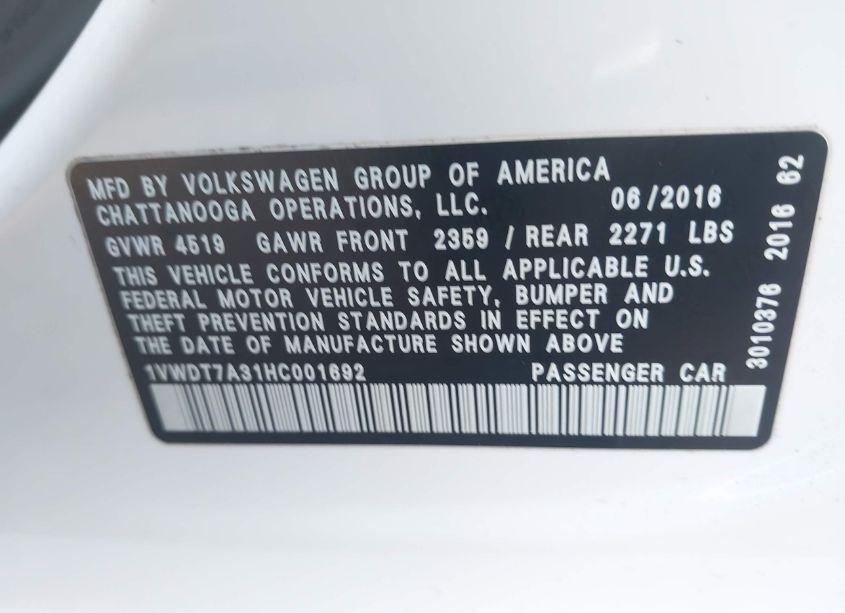 MFD BY VOLKSWAGEN GROUP OF AMERICA
CHATTANOOGA OPERATIONS, LLC. 06/2016
GVWR 4519 GAWR FRONT 2359 / REAR 2271 LBS
THIS VEHICLE CONFORMS TO ALL APPLICABLE U.S.
FEDERAL MOTOR VEHICLE SAFETY, BUMPER AND
THEFT PREVENTION STANDARDS IN EFFECT ON
THE DATE OF MANUFACTURE SHOWN ABOVE
1VWDT7A31HC001692 PASSENGER CAR
3010376 2016 62